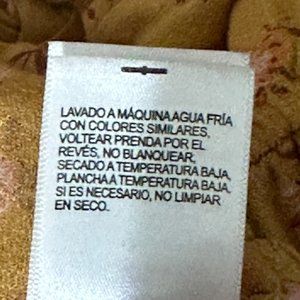 LAVADO A MÁQUINA AGUA FRÍA
CON COLORES SIMILARES,
VOLTEAR PRENDA POR EL
REVÉS, NO BLANQUEAR,
SECADO A TEMPERATURA BAJA,
PLANCHA A TEMPERATURA BAJA,
SI ES NECESARIO, NO LIMPIAR
EN SECO.